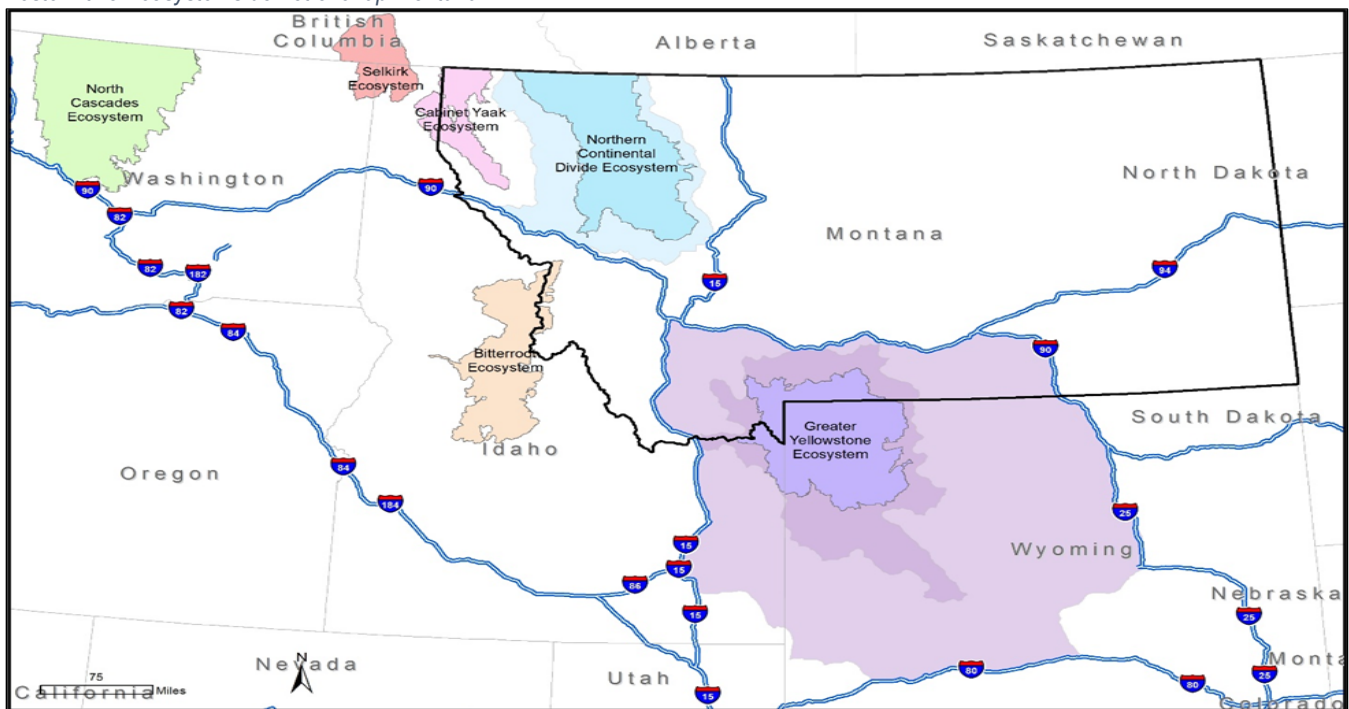 British
Columbia
Alberta
Saskatchewan
Selkirk
Ecosystem
North
Cascades
Ecosystem
Cabinet Yaak
Ecosystem
Northern
Continental
Divide Ecosystem
Washington
North Dakota
Montana
90
90
82
82
182
82
84
15
94
90
Bitterroot
Ecosystem
Idaho
Greater
Yellowstone
Ecosystem
South Dakota
Oregon
84
184
25
Wyoming
15
15
86
15
Nebraska
25
Nevada
N
75
Miles
California
Utah
15
80
80
25
Monta
Colorado